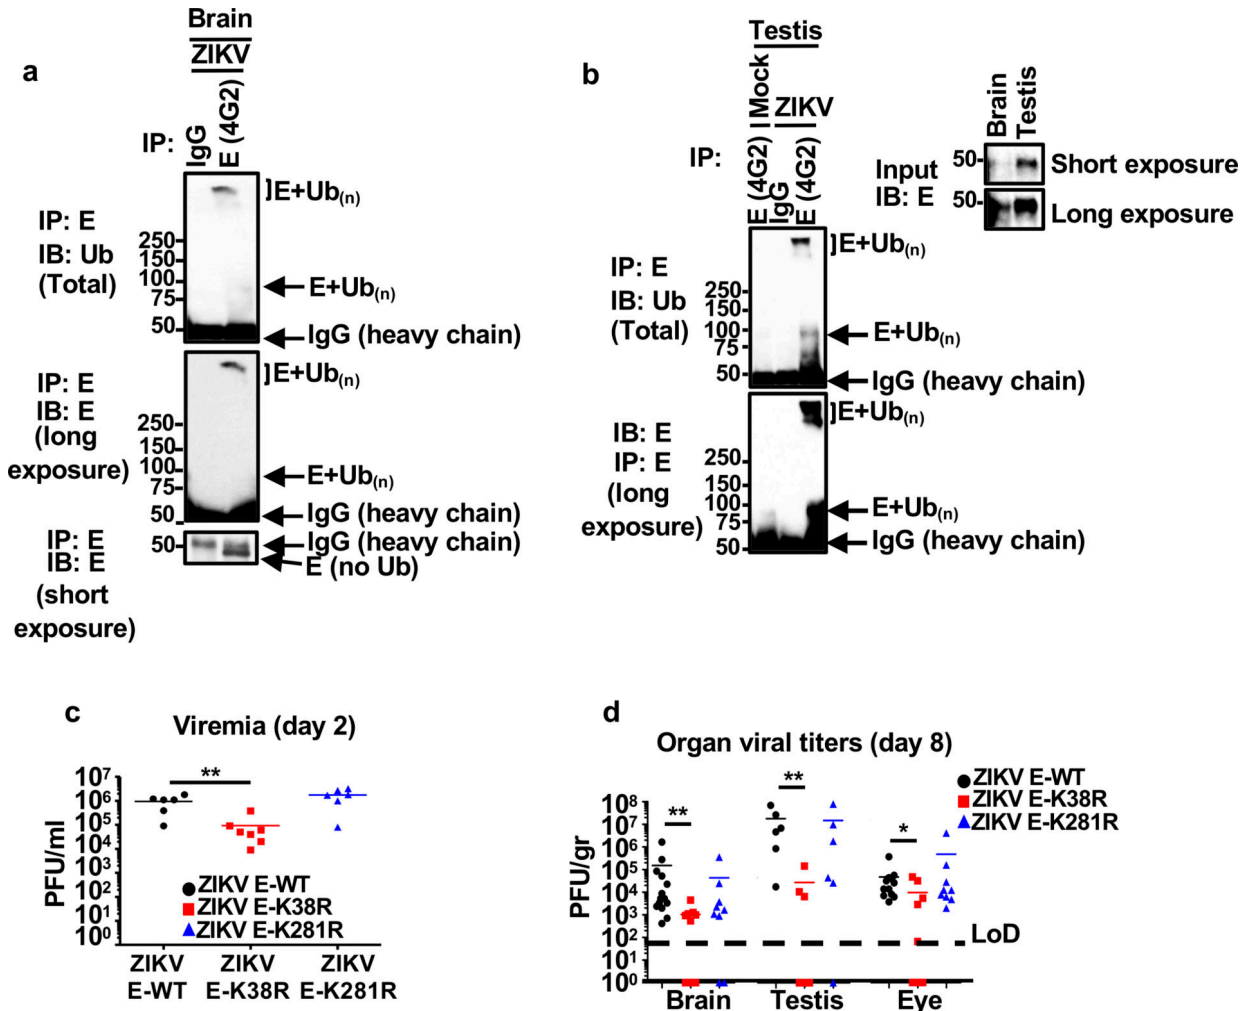 a
Brain
ZIKV
IP:
IgG
E (4G2)
IP: E
IB: Ub
(Total)
250
150
100
75
50
E+Ub(n)
E+Ub(n)
IgG (heavy chain)
IP: E
IB: E
(long
exposure)
250
150
100
75
50
E+Ub(n)
E+Ub(n)
IgG (heavy chain)
IP: E
IB: E
(short
exposure)
50
IgG (heavy chain)
E (no Ub)
b
Testis
Mock
ZIKV
IP:
E (4G2)
IgG
E (4G2)
IP: E
IB: Ub
(Total)
250
150
100
75
50
E+Ub(n)
E+Ub(n)
IgG (heavy chain)
IB: E
IP: E
(long
exposure)
250
150
100
75
50
E+Ub(n)
E+Ub(n)
IgG (heavy chain)
Brain
Testis
Input
IB: E
50
Short exposure
50
Long exposure
c
Viremia (day 2)
PFU/ml
10⁷
10⁶
10⁵
10⁴
10³
10²
10¹
10⁰
**
ZIKV E-WT
ZIKV E-K38R
ZIKV E-K281R
ZIKV
E-WT
ZIKV
E-K38R
ZIKV
E-K281R
d
Organ viral titers (day 8)
PFU/gr
10⁸
10⁷
10⁶
10⁵
10⁴
10³
10²
10¹
10⁰
**
**
*
ZIKV E-WT
ZIKV E-K38R
ZIKV E-K281R
LoD
Brain
Testis
Eye